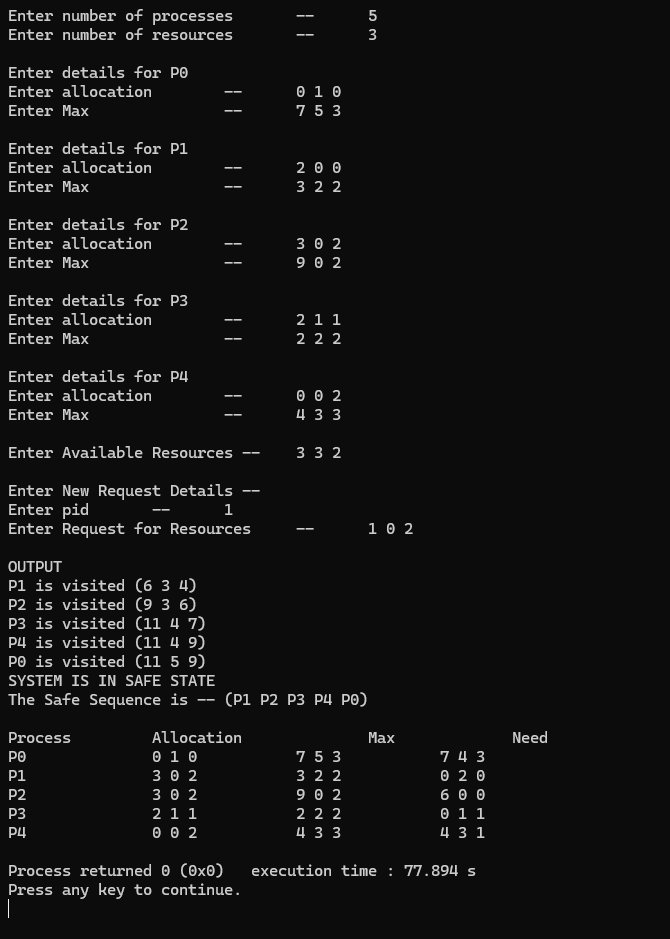 Enter number of processes       --      5
Enter number of resources       --      3
Enter details for P0
Enter allocation        --      0 1 0
Enter Max               --      7 5 3
Enter details for P1
Enter allocation        --      2 0 0
Enter Max               --      3 2 2
Enter details for P2
Enter allocation        --      3 0 2
Enter Max               --      9 0 2
Enter details for P3
Enter allocation        --      2 1 1
Enter Max               --      2 2 2
Enter details for P4
Enter allocation        --      0 0 2
Enter Max               --      4 3 3
Enter Available Resources --    3 3 2
Enter New Request Details --
Enter pid       --      1
Enter Request for Resources     --      1 0 2
OUTPUT
P1 is visited (6 3 4)
P2 is visited (9 3 6)
P3 is visited (11 4 7)
P4 is visited (11 4 9)
P0 is visited (11 5 9)
SYSTEM IS IN SAFE STATE
The Safe Sequence is -- (P1 P2 P3 P4 P0)
Process         Allocation              Max             Need
P0              0 1 0           7 5 3           7 4 3
P1              3 0 2           3 2 2           0 2 0
P2              3 0 2           9 0 2           6 0 0
P3              2 1 1           2 2 2           0 1 1
P4              0 0 2           4 3 3           4 3 1
Process returned 0 (0x0)   execution time : 77.894 s
Press any key to continue.